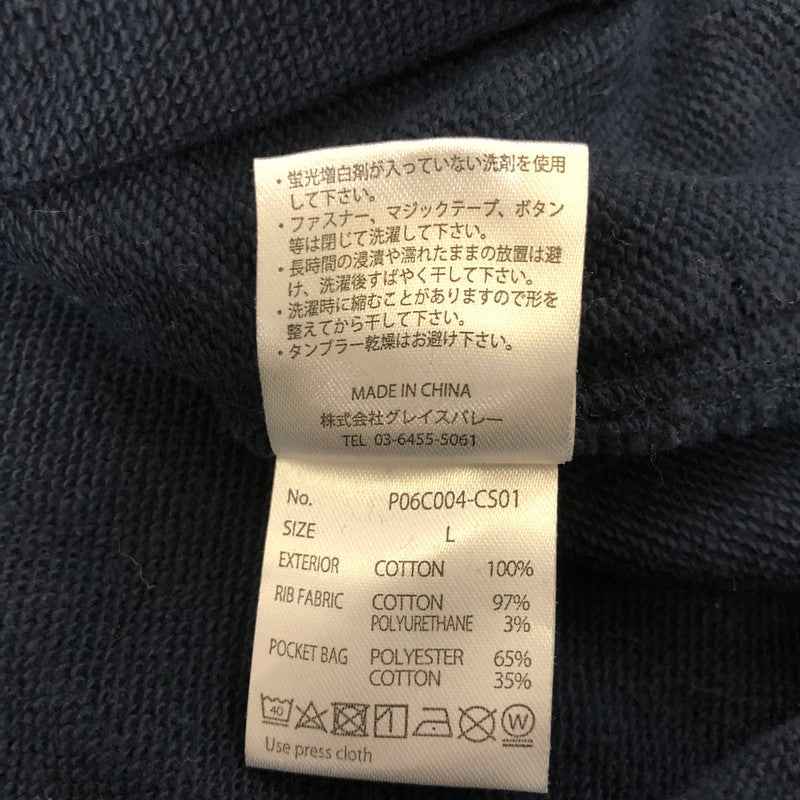 ・蛍光増白剤が入っていない洗剤を使用
して下さい。
・ファスナー、マジックテープ、ボタン
等は閉じて洗濯して下さい。
・長時間の浸漬や濡れたままの放置は避
け、洗濯後すばやく干して下さい。
・洗濯時に縮むことがありますので形を
整えてから干して下さい。
・タンブラー乾燥はお避け下さい。
MADE IN CHINA
株式会社グレイスバレー
TEL 03-6455-5061
No. P06C004-CS01
SIZE L
EXTERIOR COTTON 100%
RIB FABRIC COTTON 97%
POLYURETHANE 3%
POCKET BAG POLYESTER 65%
COTTON 35%
40 W
Use press cloth